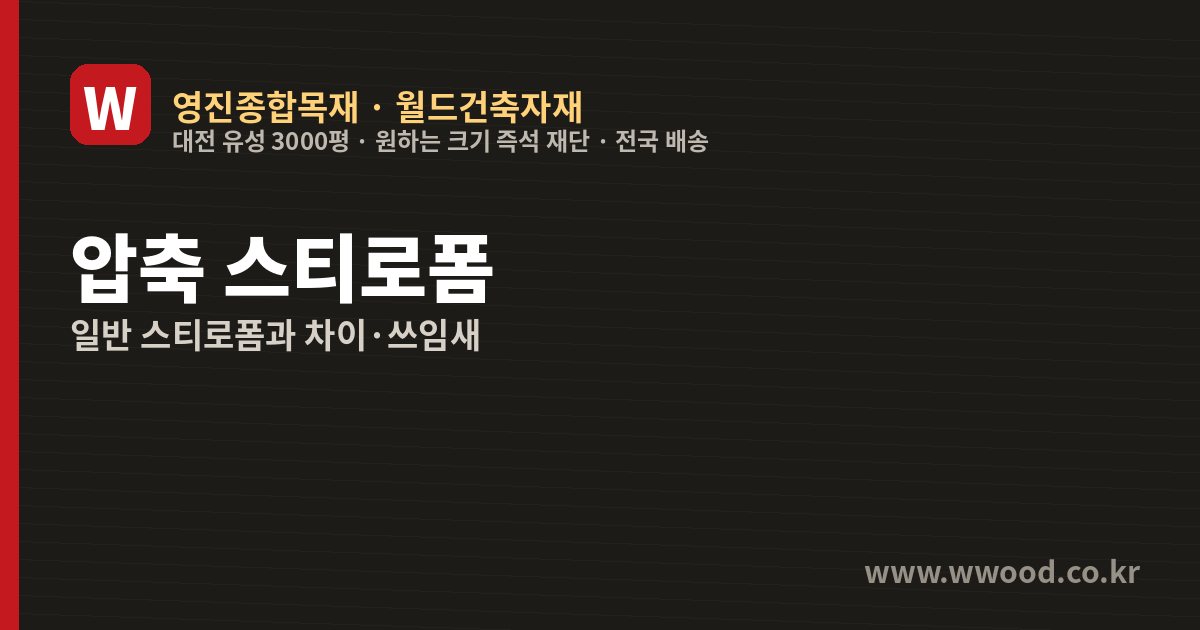 W
영진종합목재 · 월드건축자재
대전 유성 3000평 · 원하는 크기 즉석 재단 · 전국 배송
압축 스티로폼
일반 스티로폼과 차이·쓰임새
www.wwood.co.kr